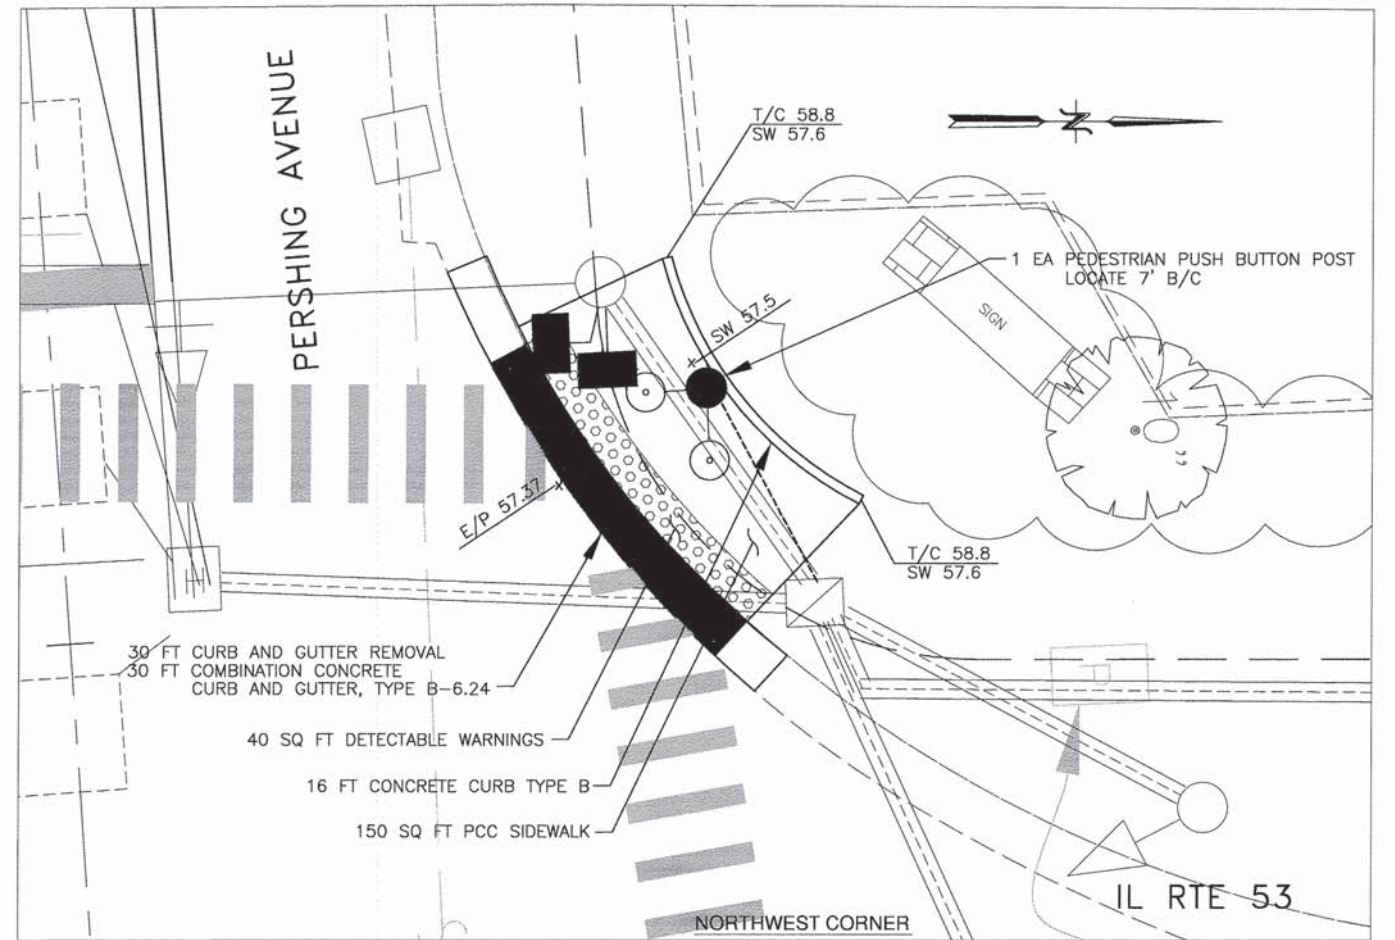 PERSHING AVENUE
T/C 58.8
SW 57.6
N
1 EA PEDESTRIAN PUSH BUTTON POST
LOCATE 7' B/C
SIGN
SW 57.5
E/P 57.37
T/C 58.8
SW 57.6
30 FT CURB AND GUTTER REMOVAL
30 FT COMBINATION CONCRETE
CURB AND GUTTER, TYPE B-6.24
40 SQ FT DETECTABLE WARNINGS
16 FT CONCRETE CURB TYPE B
150 SQ FT PCC SIDEWALK
IL RTE 53
NORTHWEST CORNER